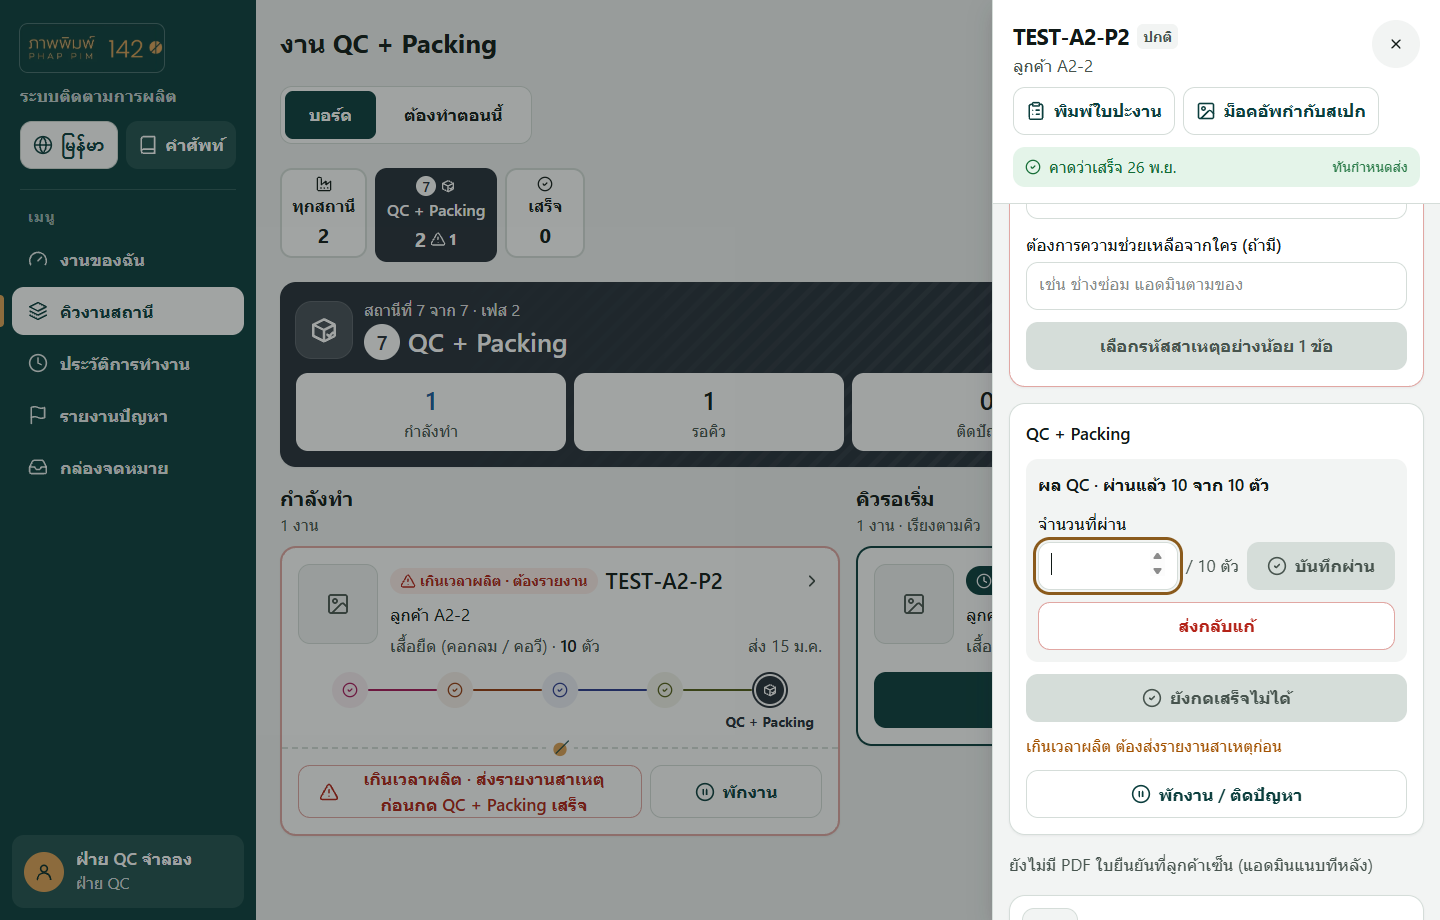 ภาพพิมพ์ 142
PHAP PIM
ระบบติดตามการผลิต
မြန်မာ
คำศัพท์
เมนู
งานของฉัน
คิวงานสถานี
ประวัติการทำงาน
รายงานปัญหา
กล่องจดหมาย
ฝ่าย QC จำลอง
ฝ่าย QC
งาน QC + Packing
บอร์ด
ต้องทำตอนนี้
ทุกสถานี
2
7
QC + Packing
2 1
เสร็จ
0
สถานีที่ 7 จาก 7 · เฟส 2
7 QC + Packing
1
กำลังทำ
1
รอคิว
0
กำลังทำ
1 งาน
คิวรอเริ่ม
1 งาน · เรียงตามคิว
เกินเวลาผลิต · ต้องรายงาน TEST-A2-P2
ลูกค้า A2-2
เสื้อยืด (คอกลม / คอวี) · 10 ตัว
ส่ง 15 ม.ค.
QC + Packing
เกินเวลาผลิต · ส่งรายงานสาเหตุ
ก่อนกด QC + Packing เสร็จ
พักงาน
TEST-A2-P2 ปกติ
ลูกค้า A2-2
พิมพ์ใบปะงาน
ม็อคอัพกำกับสเปก
คาดว่าเสร็จ 26 พ.ย.
ทันกำหนดส่ง
ต้องการความช่วยเหลือจากใคร (ถ้ามี)
เช่น ช่างซ่อม แอดมินตามของ
เลือกรหัสสาเหตุอย่างน้อย 1 ข้อ
QC + Packing
ผล QC · ผ่านแล้ว 10 จาก 10 ตัว
จำนวนที่ผ่าน
/ 10 ตัว
บันทึกผ่าน
ส่งกลับแก้
ยังกดเสร็จไม่ได้
เกินเวลาผลิต ต้องส่งรายงานสาเหตุก่อน
พักงาน / ติดปัญหา
ยังไม่มี PDF ใบยืนยันที่ลูกค้าเซ็น (แอดมินแนบทีหลัง)